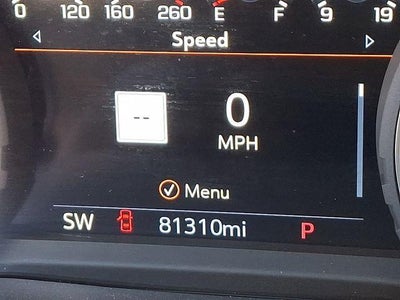 0 120 160 260 E F 9 19
Speed
-- 0
MPH
Menu
SW 81310mi P